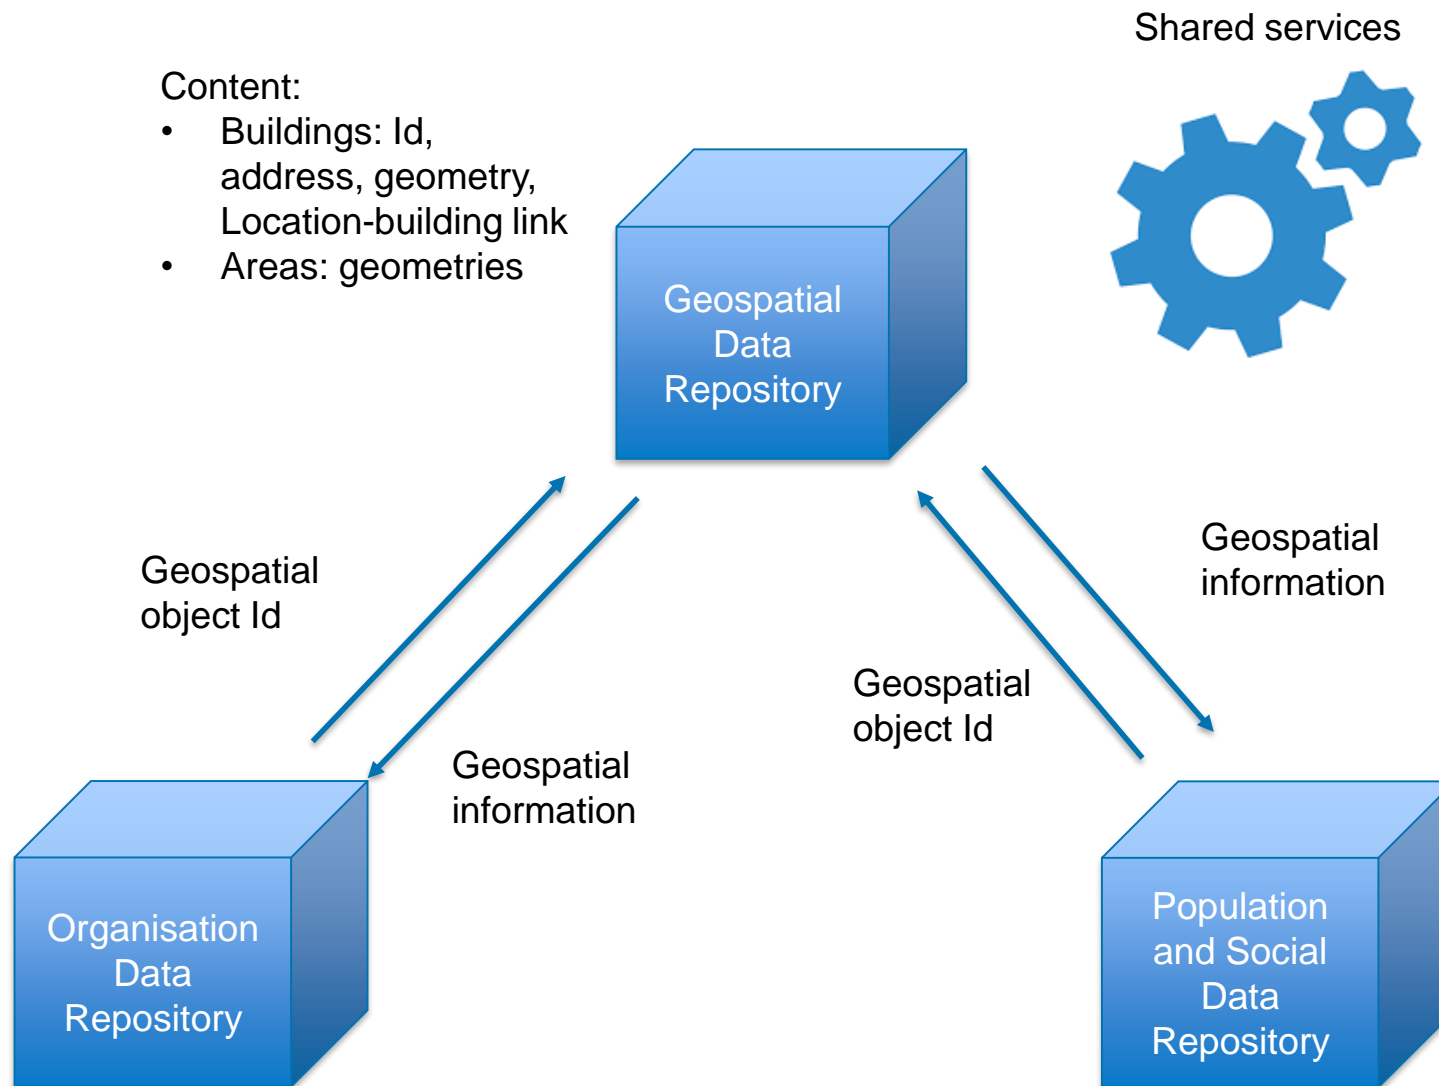 Shared services
Content:
• Buildings: Id,
address, geometry,
Location-building link
• Areas: geometries
Geospatial
Data
Repository
Geospatial
object Id
Geospatial
information
Geospatial
object Id
Geospatial
information
Organisation
Data
Repository
Population
and Social
Data
Repository